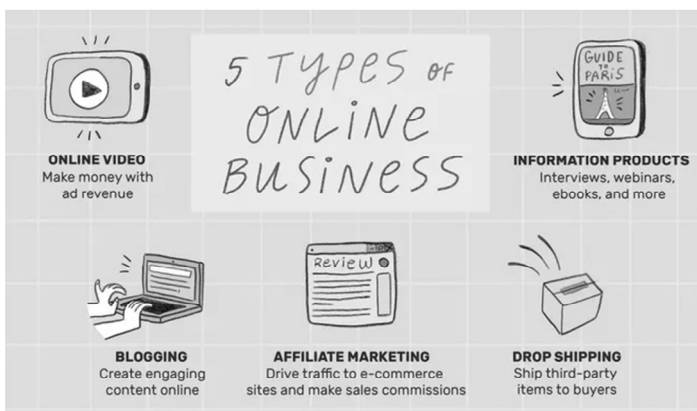 5 TYPES OF
ONLINE
BUSINESS
ONLINE VIDEO
Make money with
ad revenue
GUIDE
TO
PARIS
INFORMATION PRODUCTS
Interviews, webinars,
ebooks, and more
BLOGGING
Create engaging
content online
Review
AFFILIATE MARKETING
Drive traffic to e-commerce
sites and make sales commissions
DROP SHIPPING
Ship third-party
items to buyers